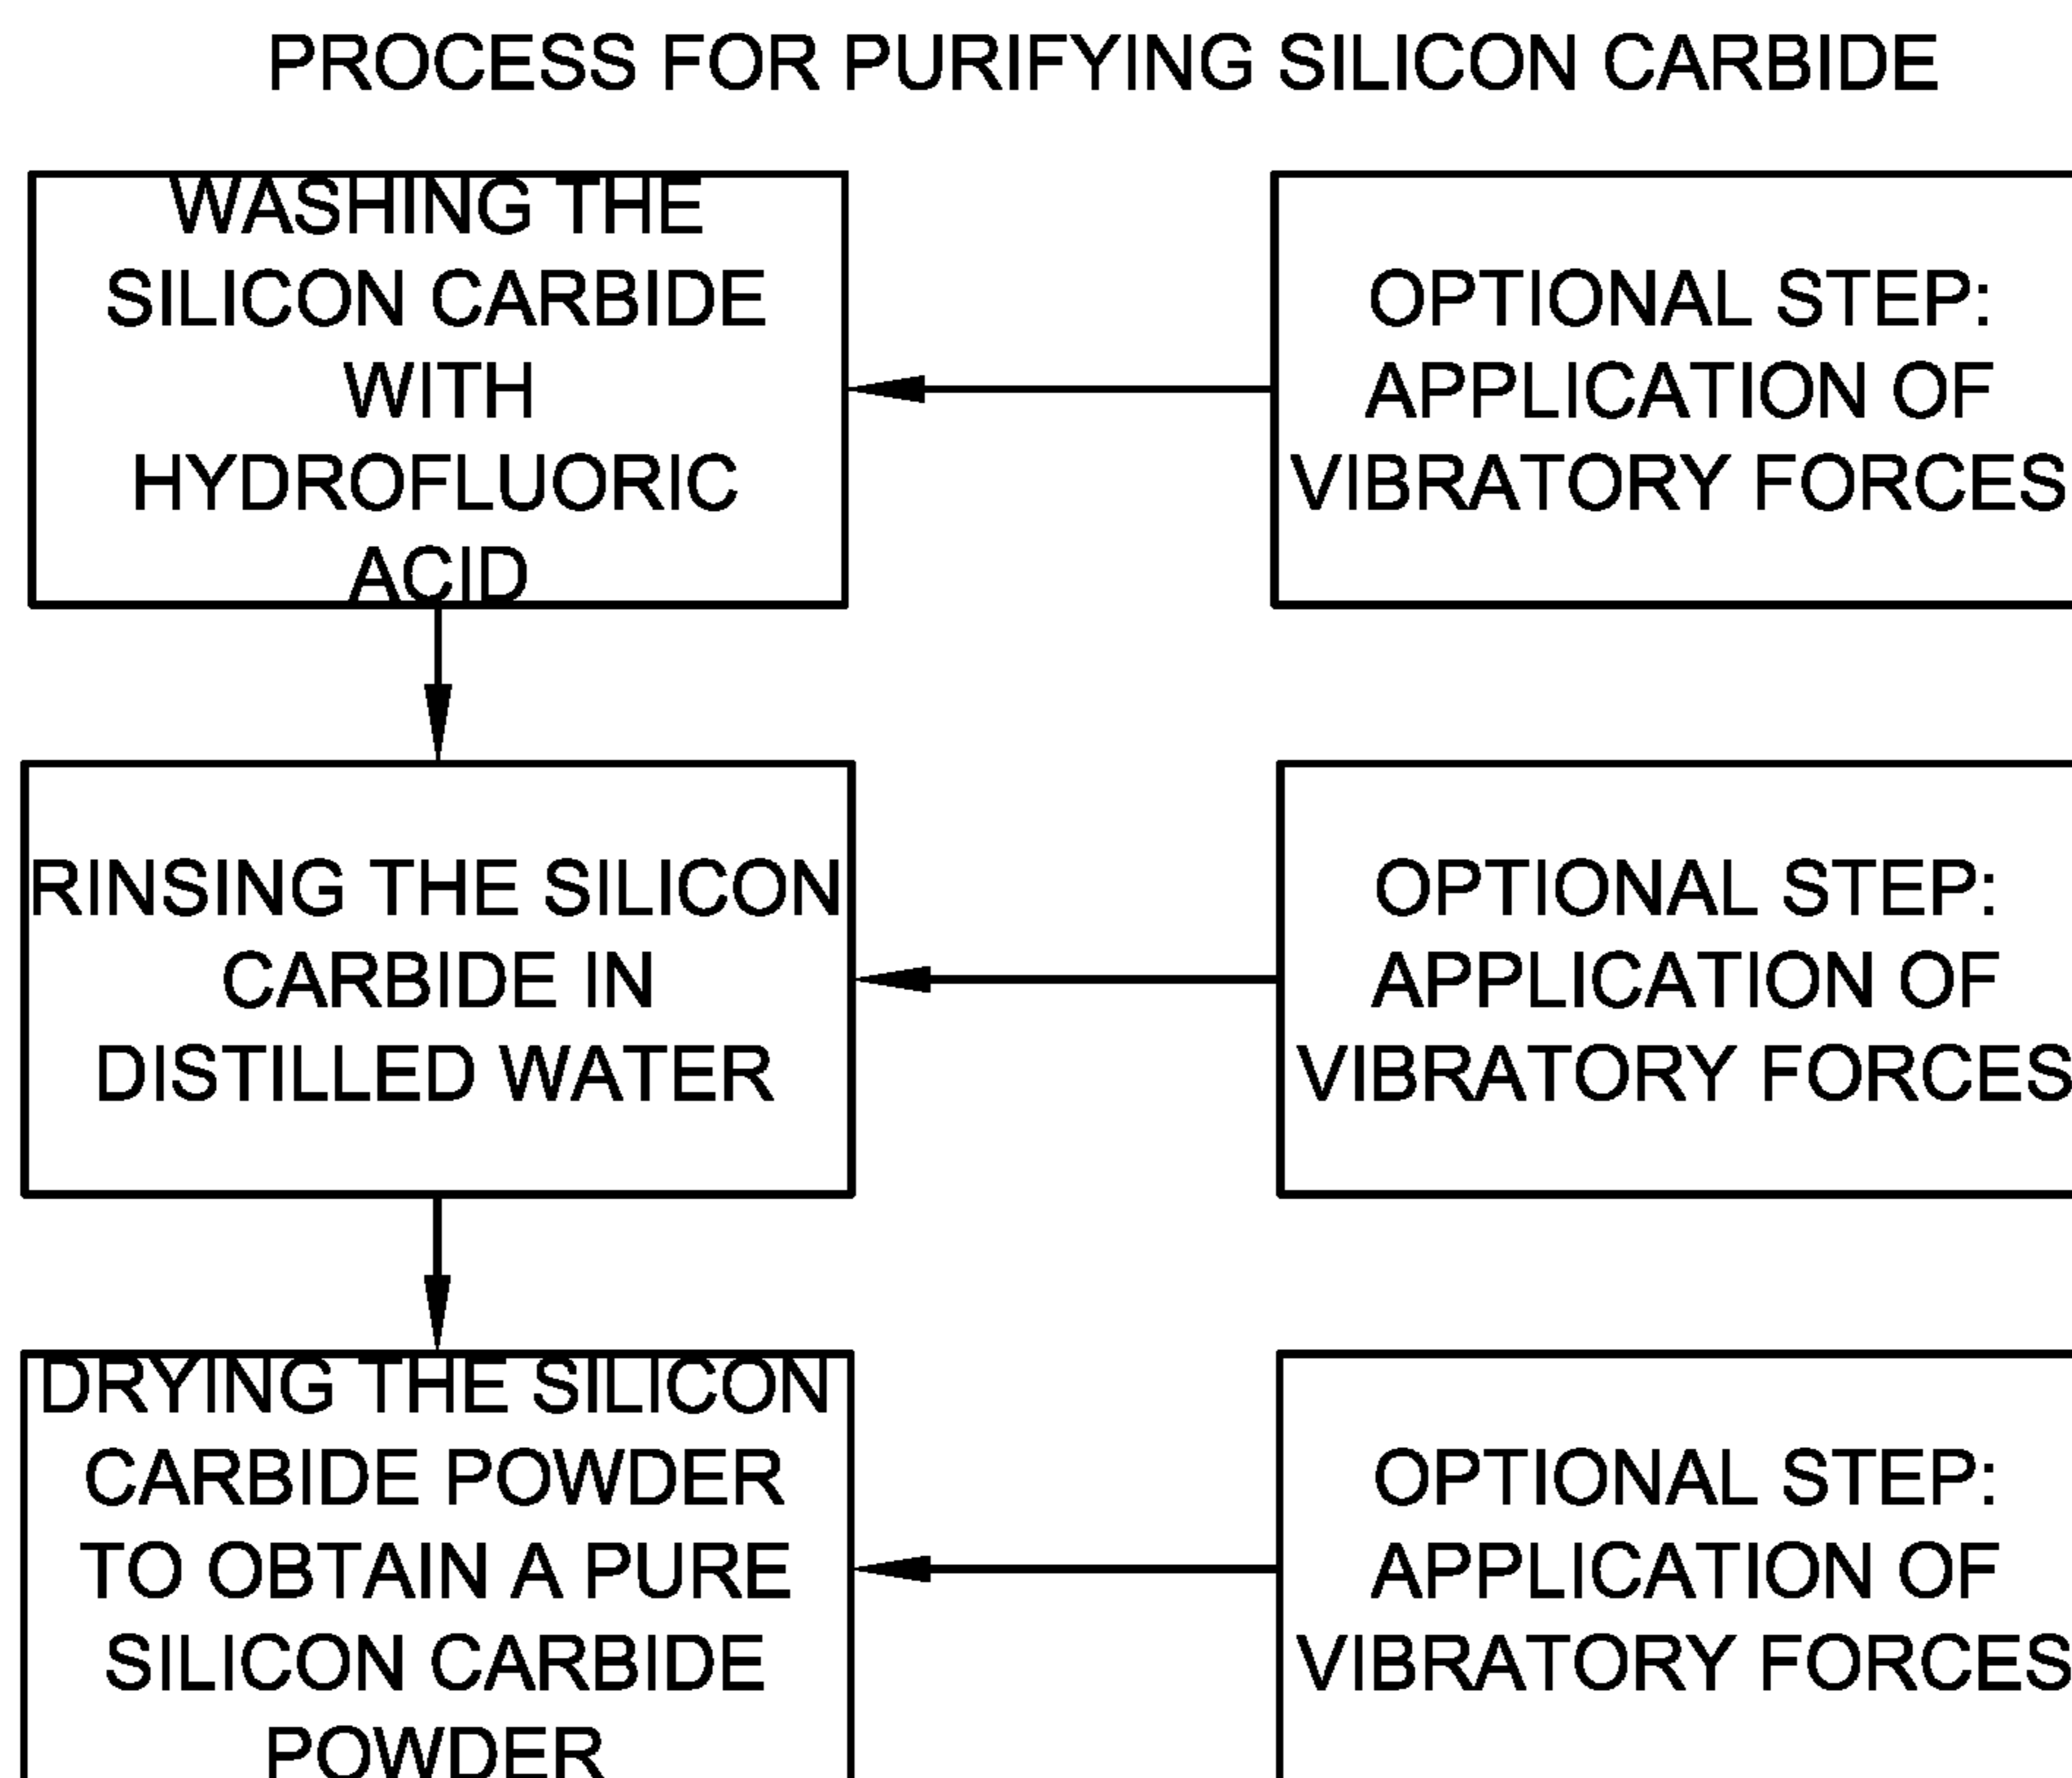 PROCESS FOR PURIFYING SILICON CARBIDE
WASHING THE
SILICON CARBIDE
WITH
HYDROFLUORIC
ACID
OPTIONAL STEP:
APPLICATION OF
VIBRATORY FORCES
RINSING THE SILICON
CARBIDE IN
DISTILLED WATER
OPTIONAL STEP:
APPLICATION OF
VIBRATORY FORCES
DRYING THE SILICON
CARBIDE POWDER
TO OBTAIN A PURE
SILICON CARBIDE
POWDER
OPTIONAL STEP:
APPLICATION OF
VIBRATORY FORCES